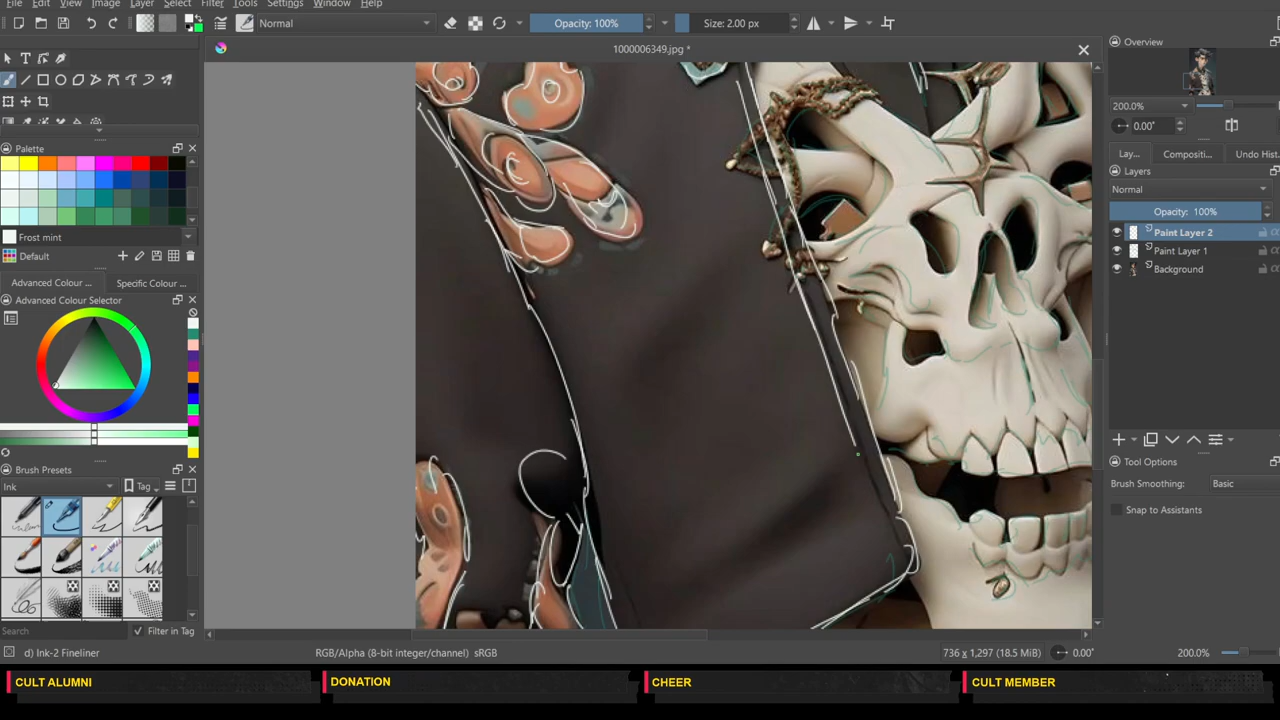 File Edit View Image Layer Select Filter Tools Settings Window Help
Normal
Opacity: 100%
Size: 2.00 px
1000006349.jpg *
Overview
200.0%
0.00°
Lay...
Compositi...
Undo Hist.
Layers
Normal
Opacity: 100%
Paint Layer 2
Paint Layer 1
Background
Tool Options
Brush Smoothing:
Basic
Snap to Assistants
Palette
Frost mint
Default
Advanced Colour ...
Specific Colour ...
Advanced Colour Selector
Brush Presets
Ink
Tag
Search
Filter in Tag
d) Ink-2 Fineliner
RGB/Alpha (8-bit integer/channel) sRGB
736 x 1,297 (18.5 MiB)
0.00°
200.0%
CULT ALUMNI
DONATION
CHEER
CULT MEMBER